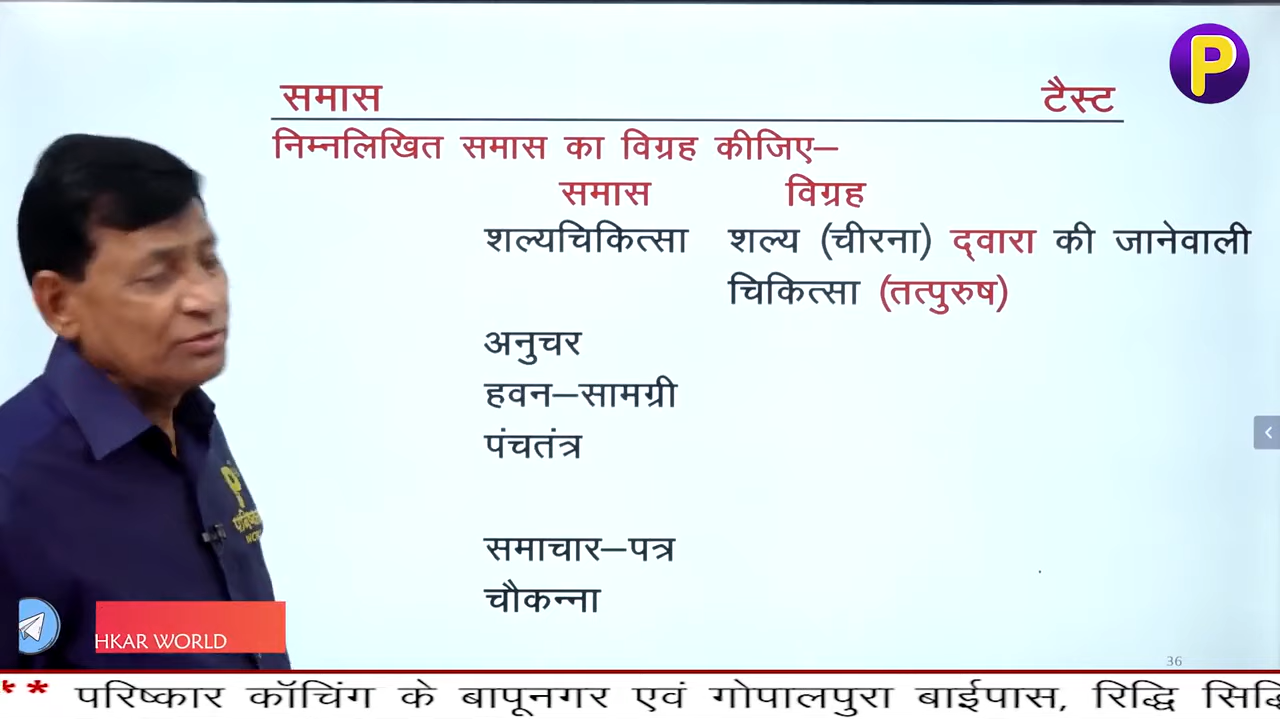 P
समास टैस्ट
निम्नलिखित समास का विग्रह कीजिए–
समास विग्रह
शल्यचिकित्सा शल्य (चीरना) द्‌वारा की जानेवाली
चिकित्सा (तत्पुरुष)
अनुचर
हवन–सामग्री
पंचतंत्र
समाचार–पत्र
चौकन्ना
HKAR WORLD
36
** परिष्कार कॉचिंग के बापूनगर एवं गोपालपुरा बाईपास, रिद्धि